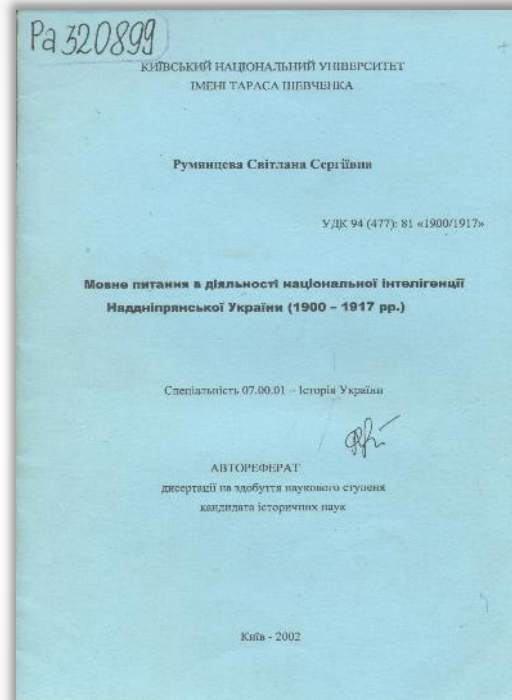 Ра 320899
КИЇВСЬКИЙ НАЦІОНАЛЬНИЙ УНІВЕРСИТЕТ
ІМЕНІ ТАРАСА ШЕВЧЕНКА
Румянцева Світлана Сергіївна
УДК 94 (477): 81 «1900/1917»
Мовне питання в діяльності національної інтелігенції
Наддніпрянської України (1900 – 1917 рр.)
Спеціальність 07.00.01 – Історія України
АВТОРЕФЕРАТ
дисертації на здобуття наукового ступеня
кандидата історичних наук
Київ - 2002